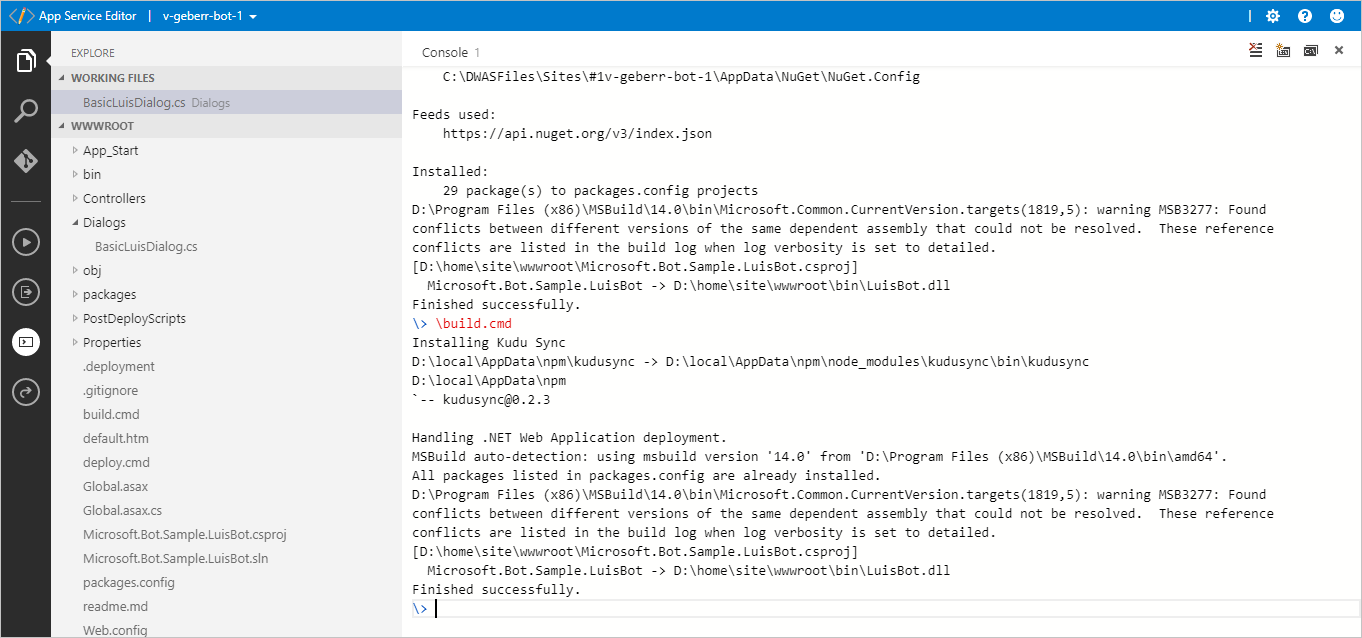 App Service Editor | v-geberr-bot-1
EXPLORE
WORKING FILES
BasicLuisDialog.cs Dialogs
WWWROOT
App_Start
bin
Controllers
Dialogs
BasicLuisDialog.cs
obj
packages
PostDeployScripts
Properties
.deployment
.gitignore
build.cmd
default.htm
deploy.cmd
Global.asax
Global.asax.cs
Microsoft.Bot.Sample.LuisBot.csproj
Microsoft.Bot.Sample.LuisBot.sln
packages.config
readme.md
Web.config
Console 1
C:\DWASFiles\Sites\#1v-geberr-bot-1\AppData\NuGet\NuGet.Config
Feeds used:
https://api.nuget.org/v3/index.json
Installed:
29 package(s) to packages.config projects
D:\Program Files (x86)\MSBuild\14.0\bin\Microsoft.Common.CurrentVersion.targets(1819,5): warning MSB3277: Found
conflicts between different versions of the same dependent assembly that could not be resolved.  These reference
conflicts are listed in the build log when log verbosity is set to detailed.
[D:\home\site\wwwroot\Microsoft.Bot.Sample.LuisBot.csproj]
Microsoft.Bot.Sample.LuisBot -> D:\home\site\wwwroot\bin\LuisBot.dll
Finished successfully.
\> \build.cmd
Installing Kudu Sync
D:\local\AppData\npm\kudusync -> D:\local\AppData\npm\node_modules\kudusync\bin\kudusync
D:\local\AppData\npm
`-- kudusync@0.2.3
Handling .NET Web Application deployment.
MSBuild auto-detection: using msbuild version '14.0' from 'D:\Program Files (x86)\MSBuild\14.0\bin\amd64'.
All packages listed in packages.config are already installed.
D:\Program Files (x86)\MSBuild\14.0\bin\Microsoft.Common.CurrentVersion.targets(1819,5): warning MSB3277: Found
conflicts between different versions of the same dependent assembly that could not be resolved.  These reference
conflicts are listed in the build log when log verbosity is set to detailed.
[D:\home\site\wwwroot\Microsoft.Bot.Sample.LuisBot.csproj]
Microsoft.Bot.Sample.LuisBot -> D:\home\site\wwwroot\bin\LuisBot.dll
Finished successfully.
\>